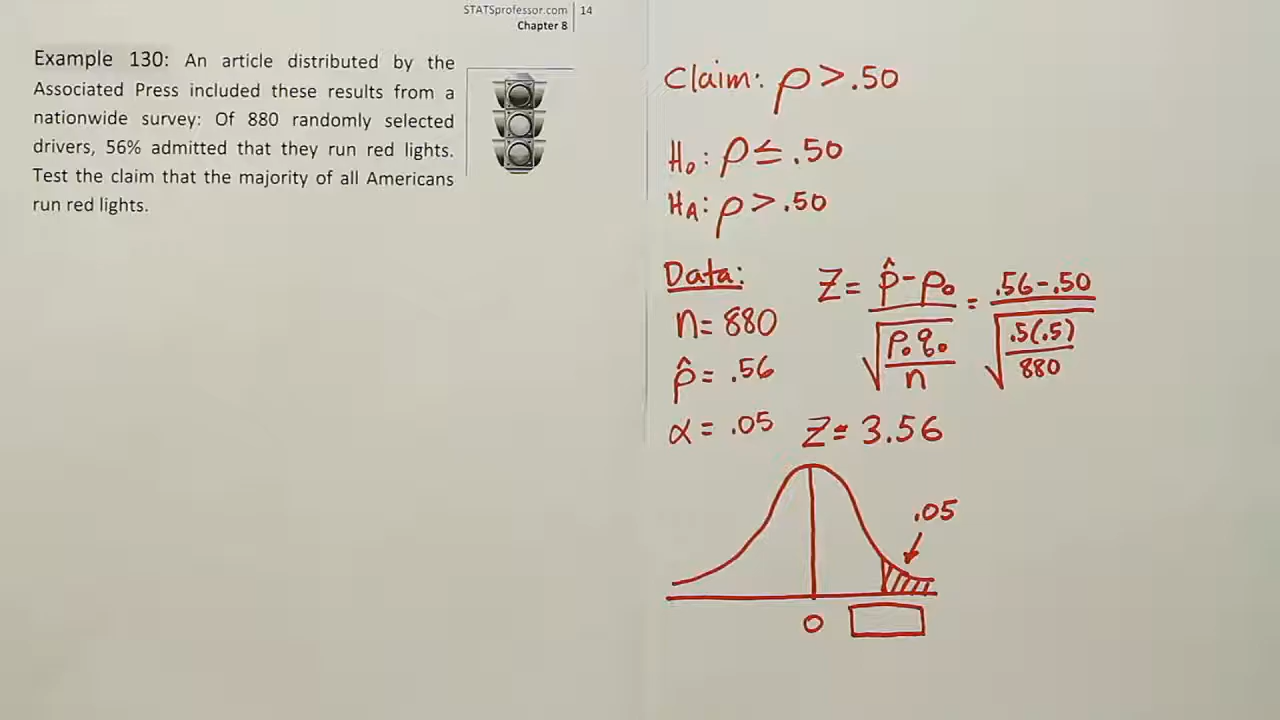 STATSprofessor.com 14
Chapter 8
Example 130: An article distributed by the
Associated Press included these results from a
nationwide survey: Of 880 randomly selected
drivers, 56% admitted that they run red lights.
Test the claim that the majority of all Americans
run red lights.
Claim: p > .50
H₀: p ≤ .50
H_A: p > .50
Data:
n = 880
p̂ = .56
α = .05
Z = (p̂ - p₀) / √(p₀q₀ / n) = (.56 - .50) / √(.5(.5) / 880)
Z = 3.56
.05
0